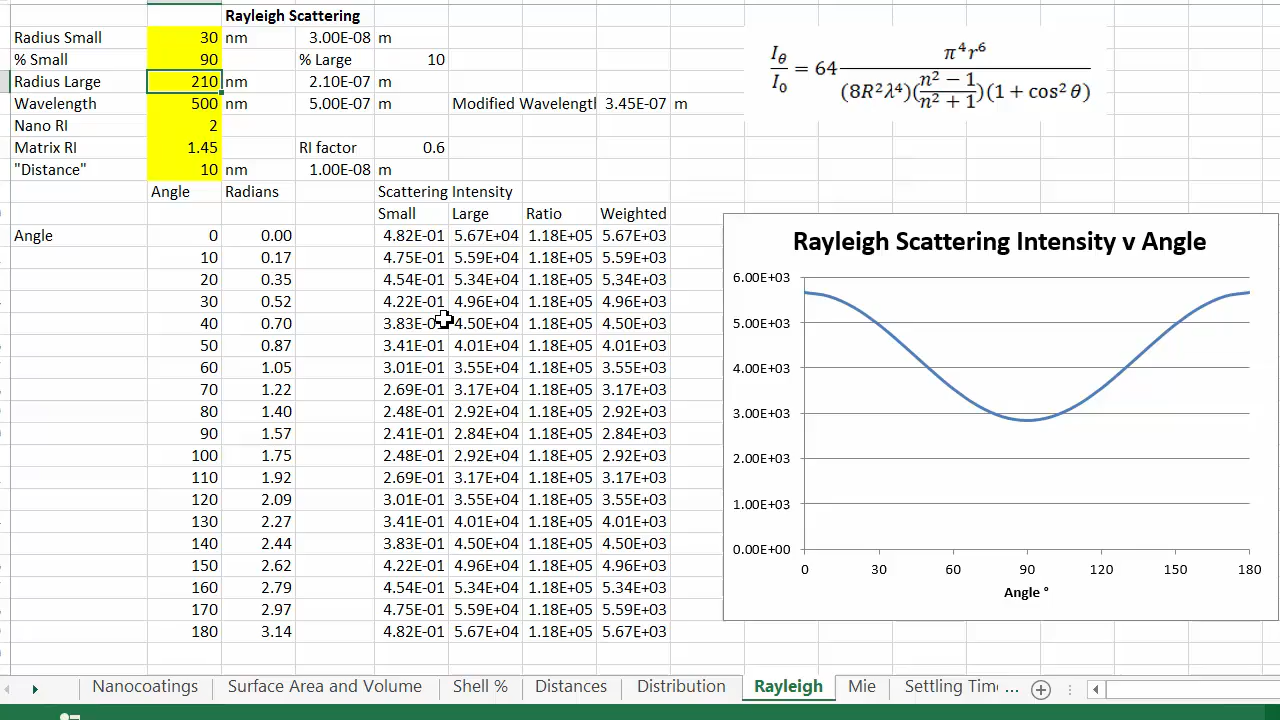 Rayleigh Scattering
Radius Small 30 nm 3.00E-08 m
% Small 90 % Large 10
Radius Large 210 nm 2.10E-07 m
Wavelength 500 nm 5.00E-07 m Modified Wavelengtl 3.45E-07 m
Nano RI 2
Matrix RI 1.45 RI factor 0.6
"Distance" 10 nm 1.00E-08 m
Angle Radians Scattering Intensity
Small Large Ratio Weighted
Angle 0 0.00 4.82E-01 5.67E+04 1.18E+05 5.67E+03
10 0.17 4.75E-01 5.59E+04 1.18E+05 5.59E+03
20 0.35 4.54E-01 5.34E+04 1.18E+05 5.34E+03
30 0.52 4.22E-01 4.96E+04 1.18E+05 4.96E+03
40 0.70 4.50E+04 1.18E+05 4.50E+03
50 0.87 3.41E-01 4.01E+04 1.18E+05 4.01E+03
60 1.05 3.01E-01 3.55E+04 1.18E+05 3.55E+03
70 1.22 2.69E-01 3.17E+04 1.18E+05 3.17E+03
80 1.40 2.48E-01 2.92E+04 1.18E+05 2.92E+03
90 1.57 2.41E-01 2.84E+04 1.18E+05 2.84E+03
100 1.75 2.48E-01 2.92E+04 1.18E+05 2.92E+03
110 1.92 2.69E-01 3.17E+04 1.18E+05 3.17E+03
120 2.09 3.01E-01 3.55E+04 1.18E+05 3.55E+03
130 2.27 3.41E-01 4.01E+04 1.18E+05 4.01E+03
140 2.44 3.83E-01 4.50E+04 1.18E+05 4.50E+03
150 2.62 4.22E-01 4.96E+04 1.18E+05 4.96E+03
160 2.79 4.54E-01 5.34E+04 1.18E+05 5.34E+03
170 2.97 4.75E-01 5.59E+04 1.18E+05 5.59E+03
180 3.14 4.82E-01 5.67E+04 1.18E+05 5.67E+03
Iθ/I0 = 64 π⁴r⁶/((8R²λ⁴)((n² − 1)/(n² + 1))(1 + cos² θ))
Rayleigh Scattering Intensity v Angle
6.00E+03
5.00E+03
4.00E+03
3.00E+03
2.00E+03
1.00E+03
0.00E+00
0 30 60 90 120 150 180
Angle °
Nanocoatings Surface Area and Volume Shell % Distances Distribution Rayleigh Mie Settling Tim ...